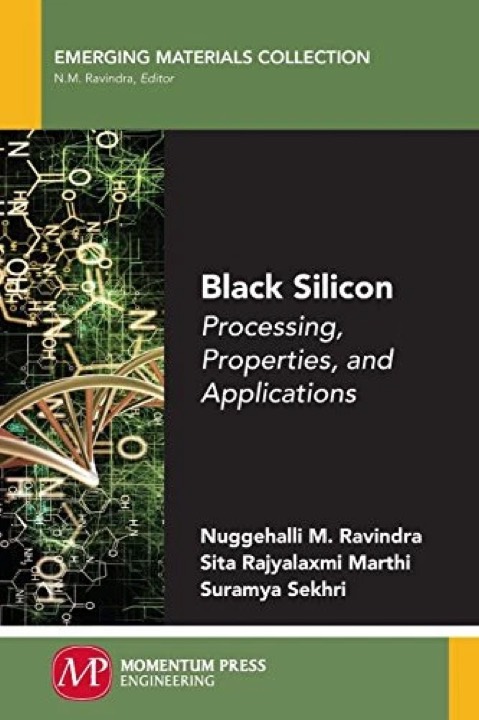 EMERGING MATERIALS COLLECTION
N.M. Ravindra, Editor
Black Silicon
Processing,
Properties, and
Applications
Nuggehalli M. Ravindra
Sita Rajyalaxmi Marthi
Suramya Sekhri
MP
MOMENTUM PRESS
ENGINEERING